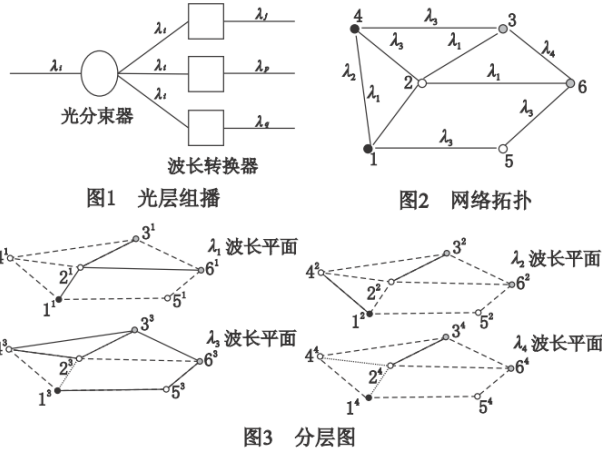 λi
λi
λi
λi
λj
λp
λq
光分束器
波长转换器
图1 光层组播
4
λ3
3
λ3
λ1
λ4
λ2
2
λ1
6
λ1
λ3
1
λ3
5
图2 网络拓扑
4¹
3¹
λ1 波长平面
2¹
6¹
1¹
5¹
4²
3²
λ2 波长平面
2²
6²
1²
5²
4³
3³
λ3 波长平面
2³
6³
1³
5³
4⁴
3⁴
λ4 波长平面
2⁴
6⁴
1⁴
5⁴
图3 分层图